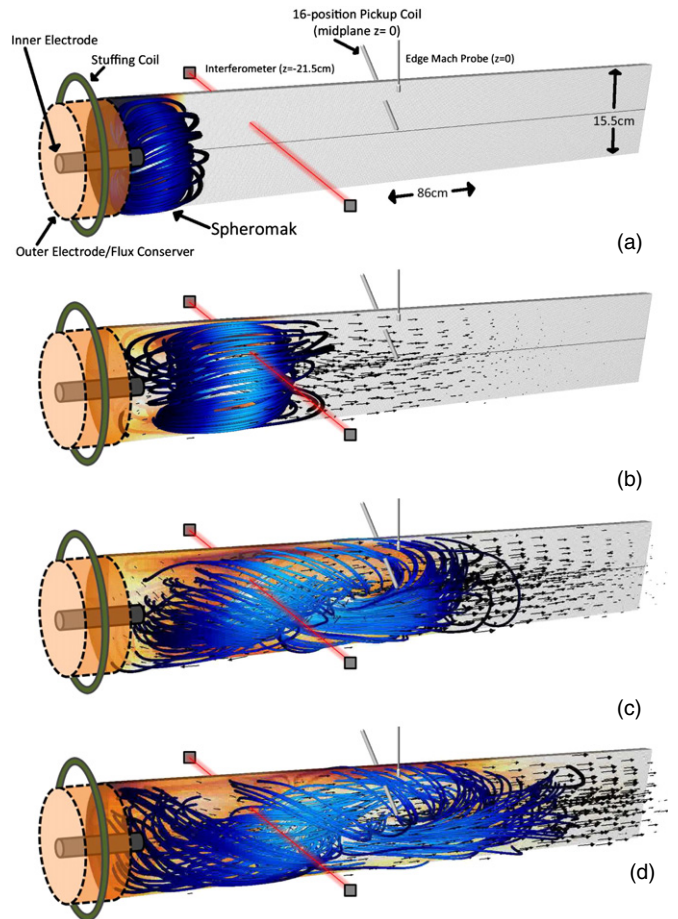 16-position Pickup Coil
(midplane z= 0)
Inner Electrode
Stuffing Coil
Interferometer (z=-21.5cm)
Edge Mach Probe (z=0)
15.5cm
86cm
Spheromak
Outer Electrode/Flux Conserver
(a)
(b)
(c)
(d)